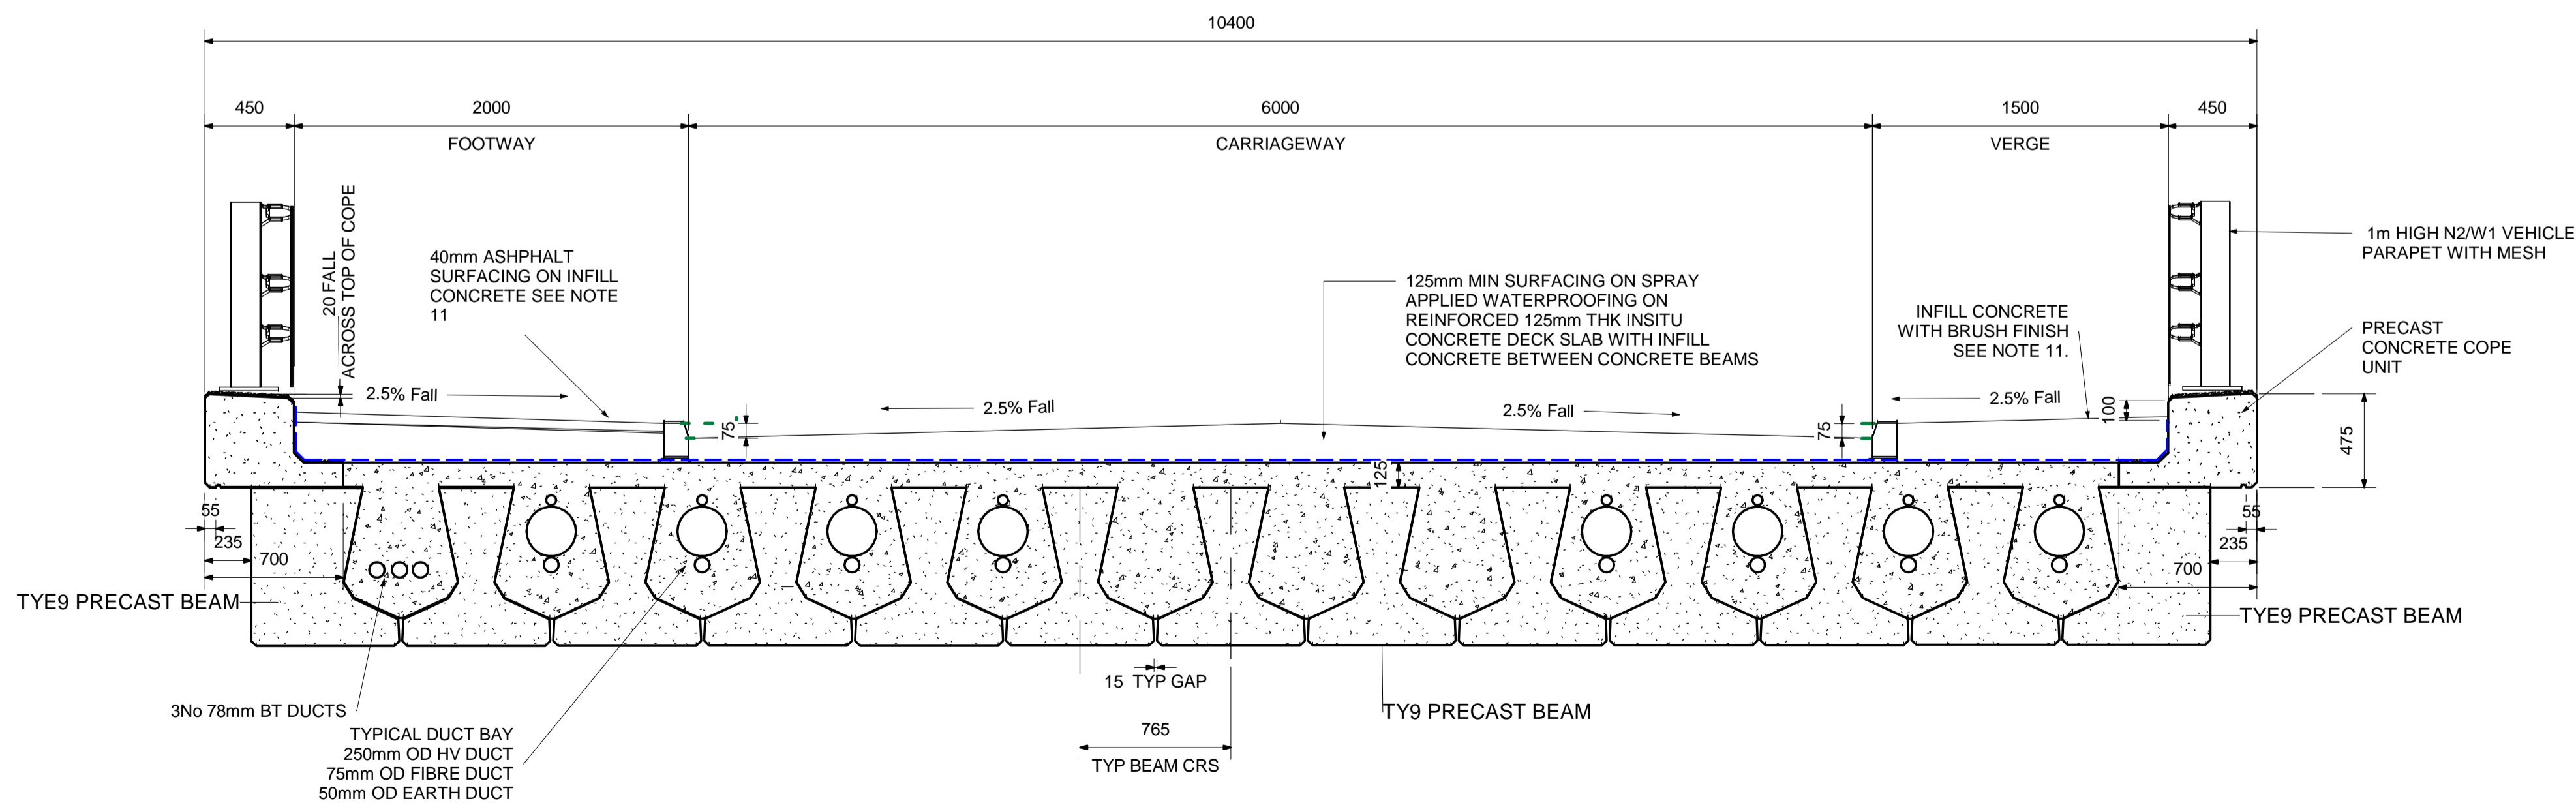 10400
450
2000
6000
1500
450
FOOTWAY
CARRIAGEWAY
VERGE
20 FALL
ACROSS TOP OF COPE
40mm ASHPHALT
SURFACING ON INFILL
CONCRETE SEE NOTE
11
125mm MIN SURFACING ON SPRAY
APPLIED WATERPROOFING ON
REINFORCED 125mm THK INSITU
CONCRETE DECK SLAB WITH INFILL
CONCRETE BETWEEN CONCRETE BEAMS
INFILL CONCRETE
WITH BRUSH FINISH
SEE NOTE 11.
1m HIGH N2/W1 VEHICLE
PARAPET WITH MESH
PRECAST
CONCRETE COPE
UNIT
2.5% Fall
2.5% Fall
2.5% Fall
2.5% Fall
75
75
100
475
125
55
235
700
55
235
700
TYE9 PRECAST BEAM
TYE9 PRECAST BEAM
15 TYP GAP
765
TYP BEAM CRS
TY9 PRECAST BEAM
3No 78mm BT DUCTS
TYPICAL DUCT BAY
250mm OD HV DUCT
75mm OD FIBRE DUCT
50mm OD EARTH DUCT